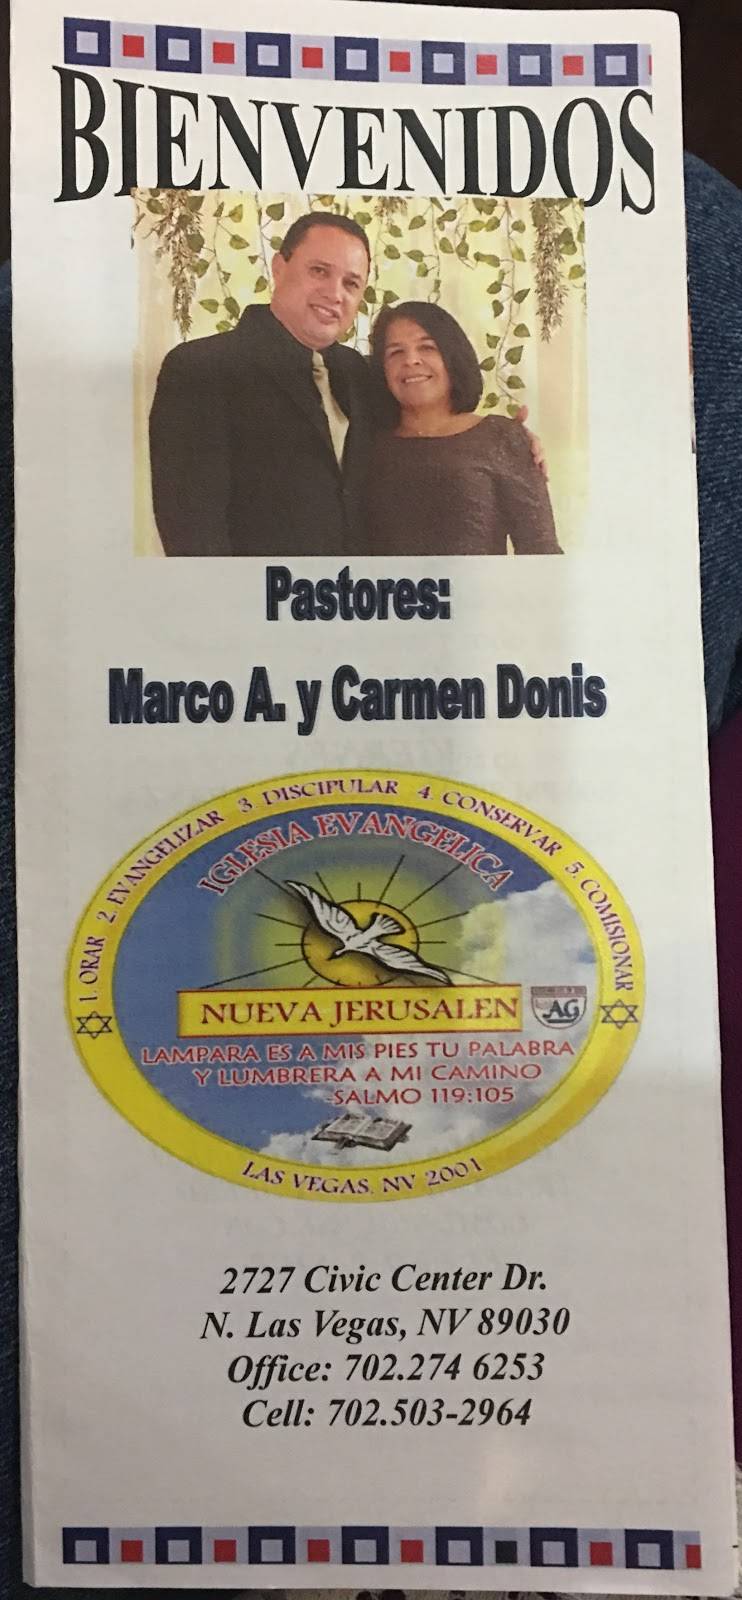 BIENVENIDOS
Pastores:
Marco A. y Carmen Donis
1. ORAR 2. EVANGELIZAR 3. DISCIPULAR 4. CONSERVAR 5. COMISIONAR
IGLESIA EVANGELICA
NUEVA JERUSALEN
AG
LAMPARA ES A MIS PIES TU PALABRA
Y LUMBRERA A MI CAMINO
-SALMO 119:105
LAS VEGAS, NV 2001
2727 Civic Center Dr.
N. Las Vegas, NV 89030
Office: 702.274 6253
Cell: 702.503-2964